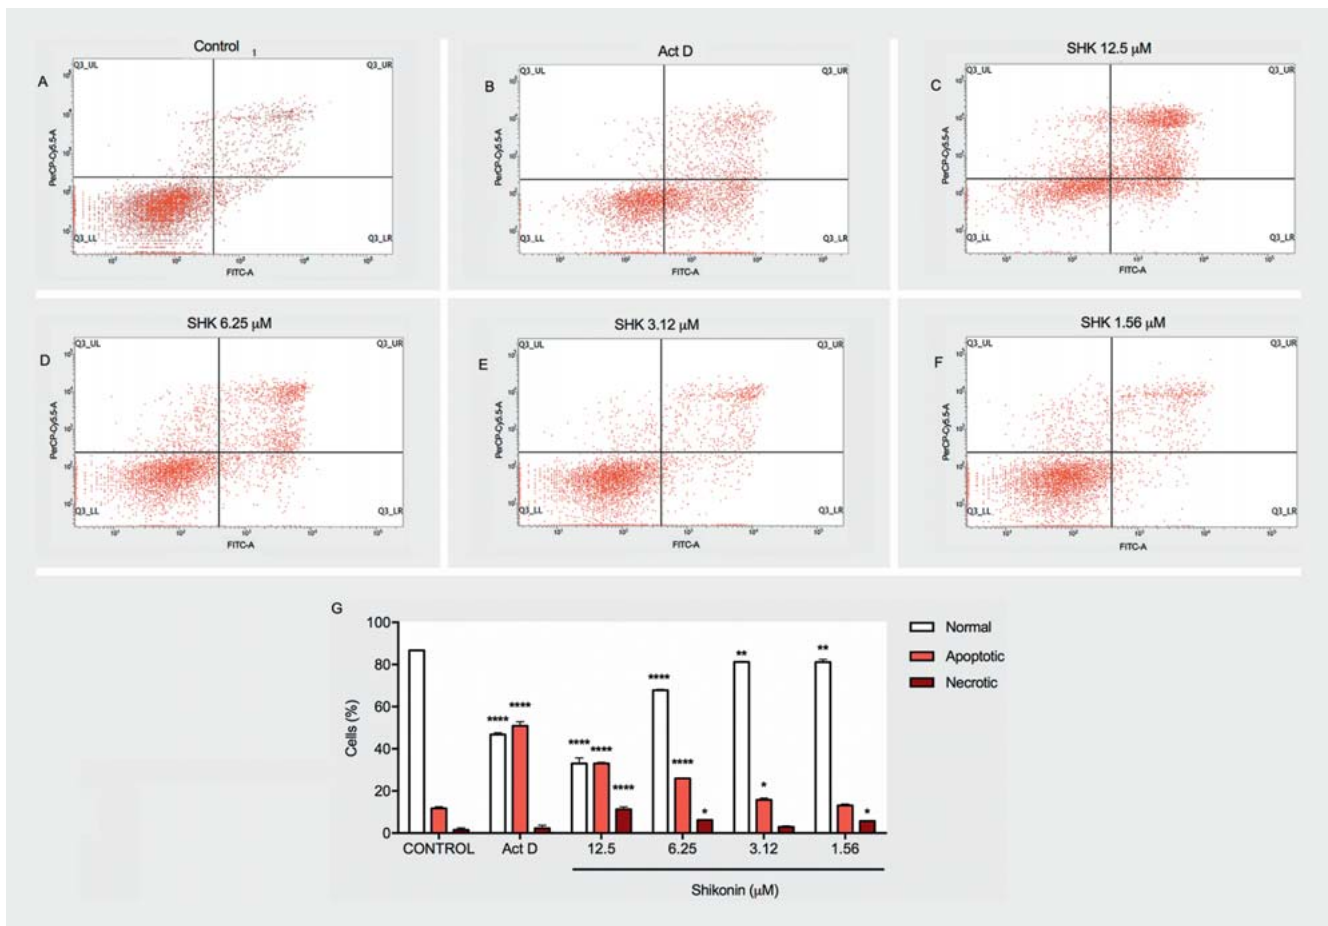 Control
1
A
Q3_UL
Q3_UR
PerCP-Cy5.5-A
Q3_LL
Q3_LR
FITC-A
Act D
B
Q3_UL
Q3_UR
PerCP-Cy5.5-A
Q3_LL
Q3_LR
FITC-A
SHK 12.5 μM
C
Q3_UL
Q3_UR
PerCP-Cy5.5-A
Q3_LL
Q3_LR
FITC-A
SHK 6.25 μM
D
Q3_UL
Q3_UR
PerCP-Cy5.5-A
Q3_LL
Q3_LR
FITC-A
SHK 3.12 μM
E
Q3_UL
Q3_UR
PerCP-Cy5.5-A
Q3_LL
Q3_LR
FITC-A
SHK 1.56 μM
F
Q3_UL
Q3_UR
PerCP-Cy5.5-A
Q3_LL
Q3_LR
FITC-A
G
Cells (%)
100
80
60
40
20
0
**** ****
**** **** ****
**** **** *
** *
** *
CONTROL Act D 12.5 6.25 3.12 1.56
Shikonin (μM)
Normal
Apoptotic
Necrotic